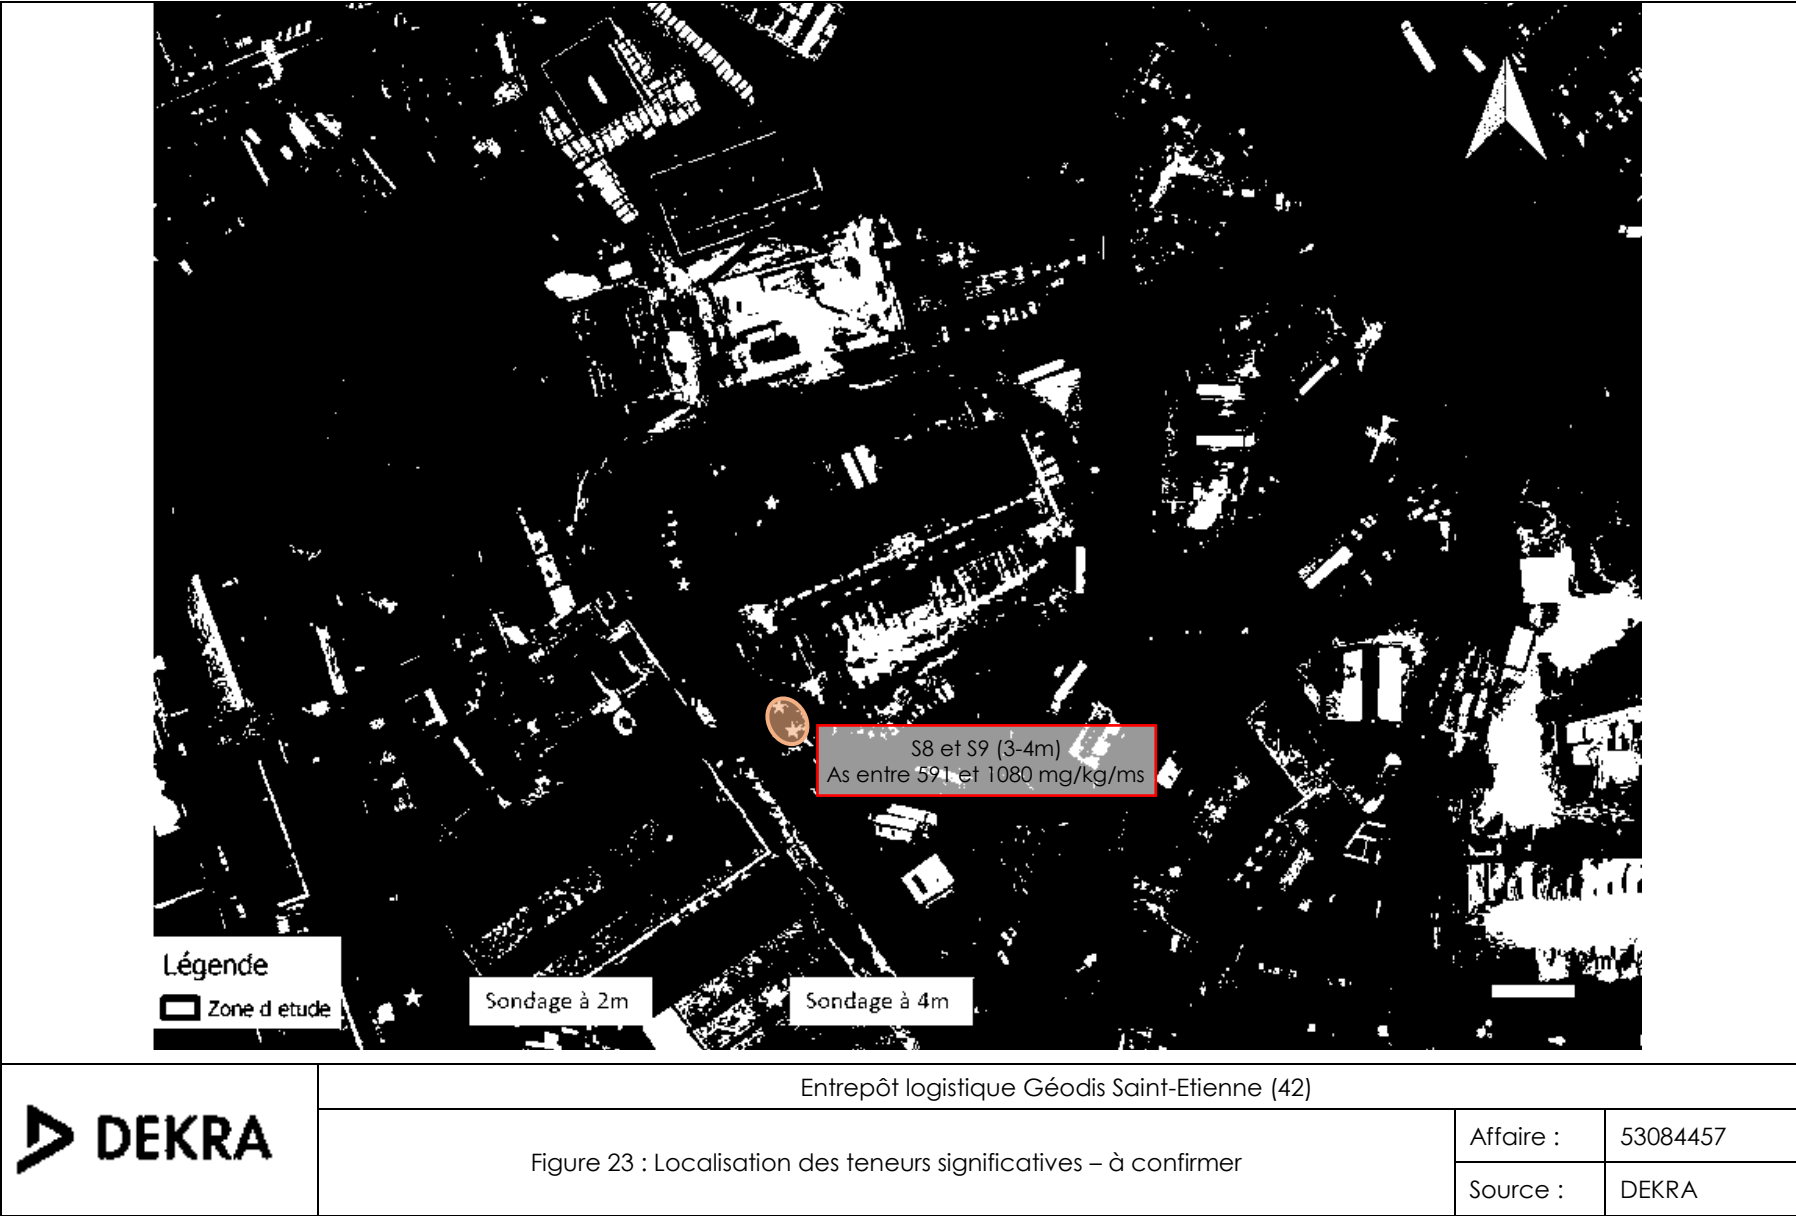 S8 et S9 (3-4m)
As entre 591 et 1080 mg/kg/ms
Légende
Zone d etude
Sondage à 2m
Sondage à 4m
DEKRA
Entrepôt logistique Géodis Saint-Etienne (42)
Figure 23 : Localisation des teneurs significatives – à confirmer
Affaire :
53084457
Source :
DEKRA